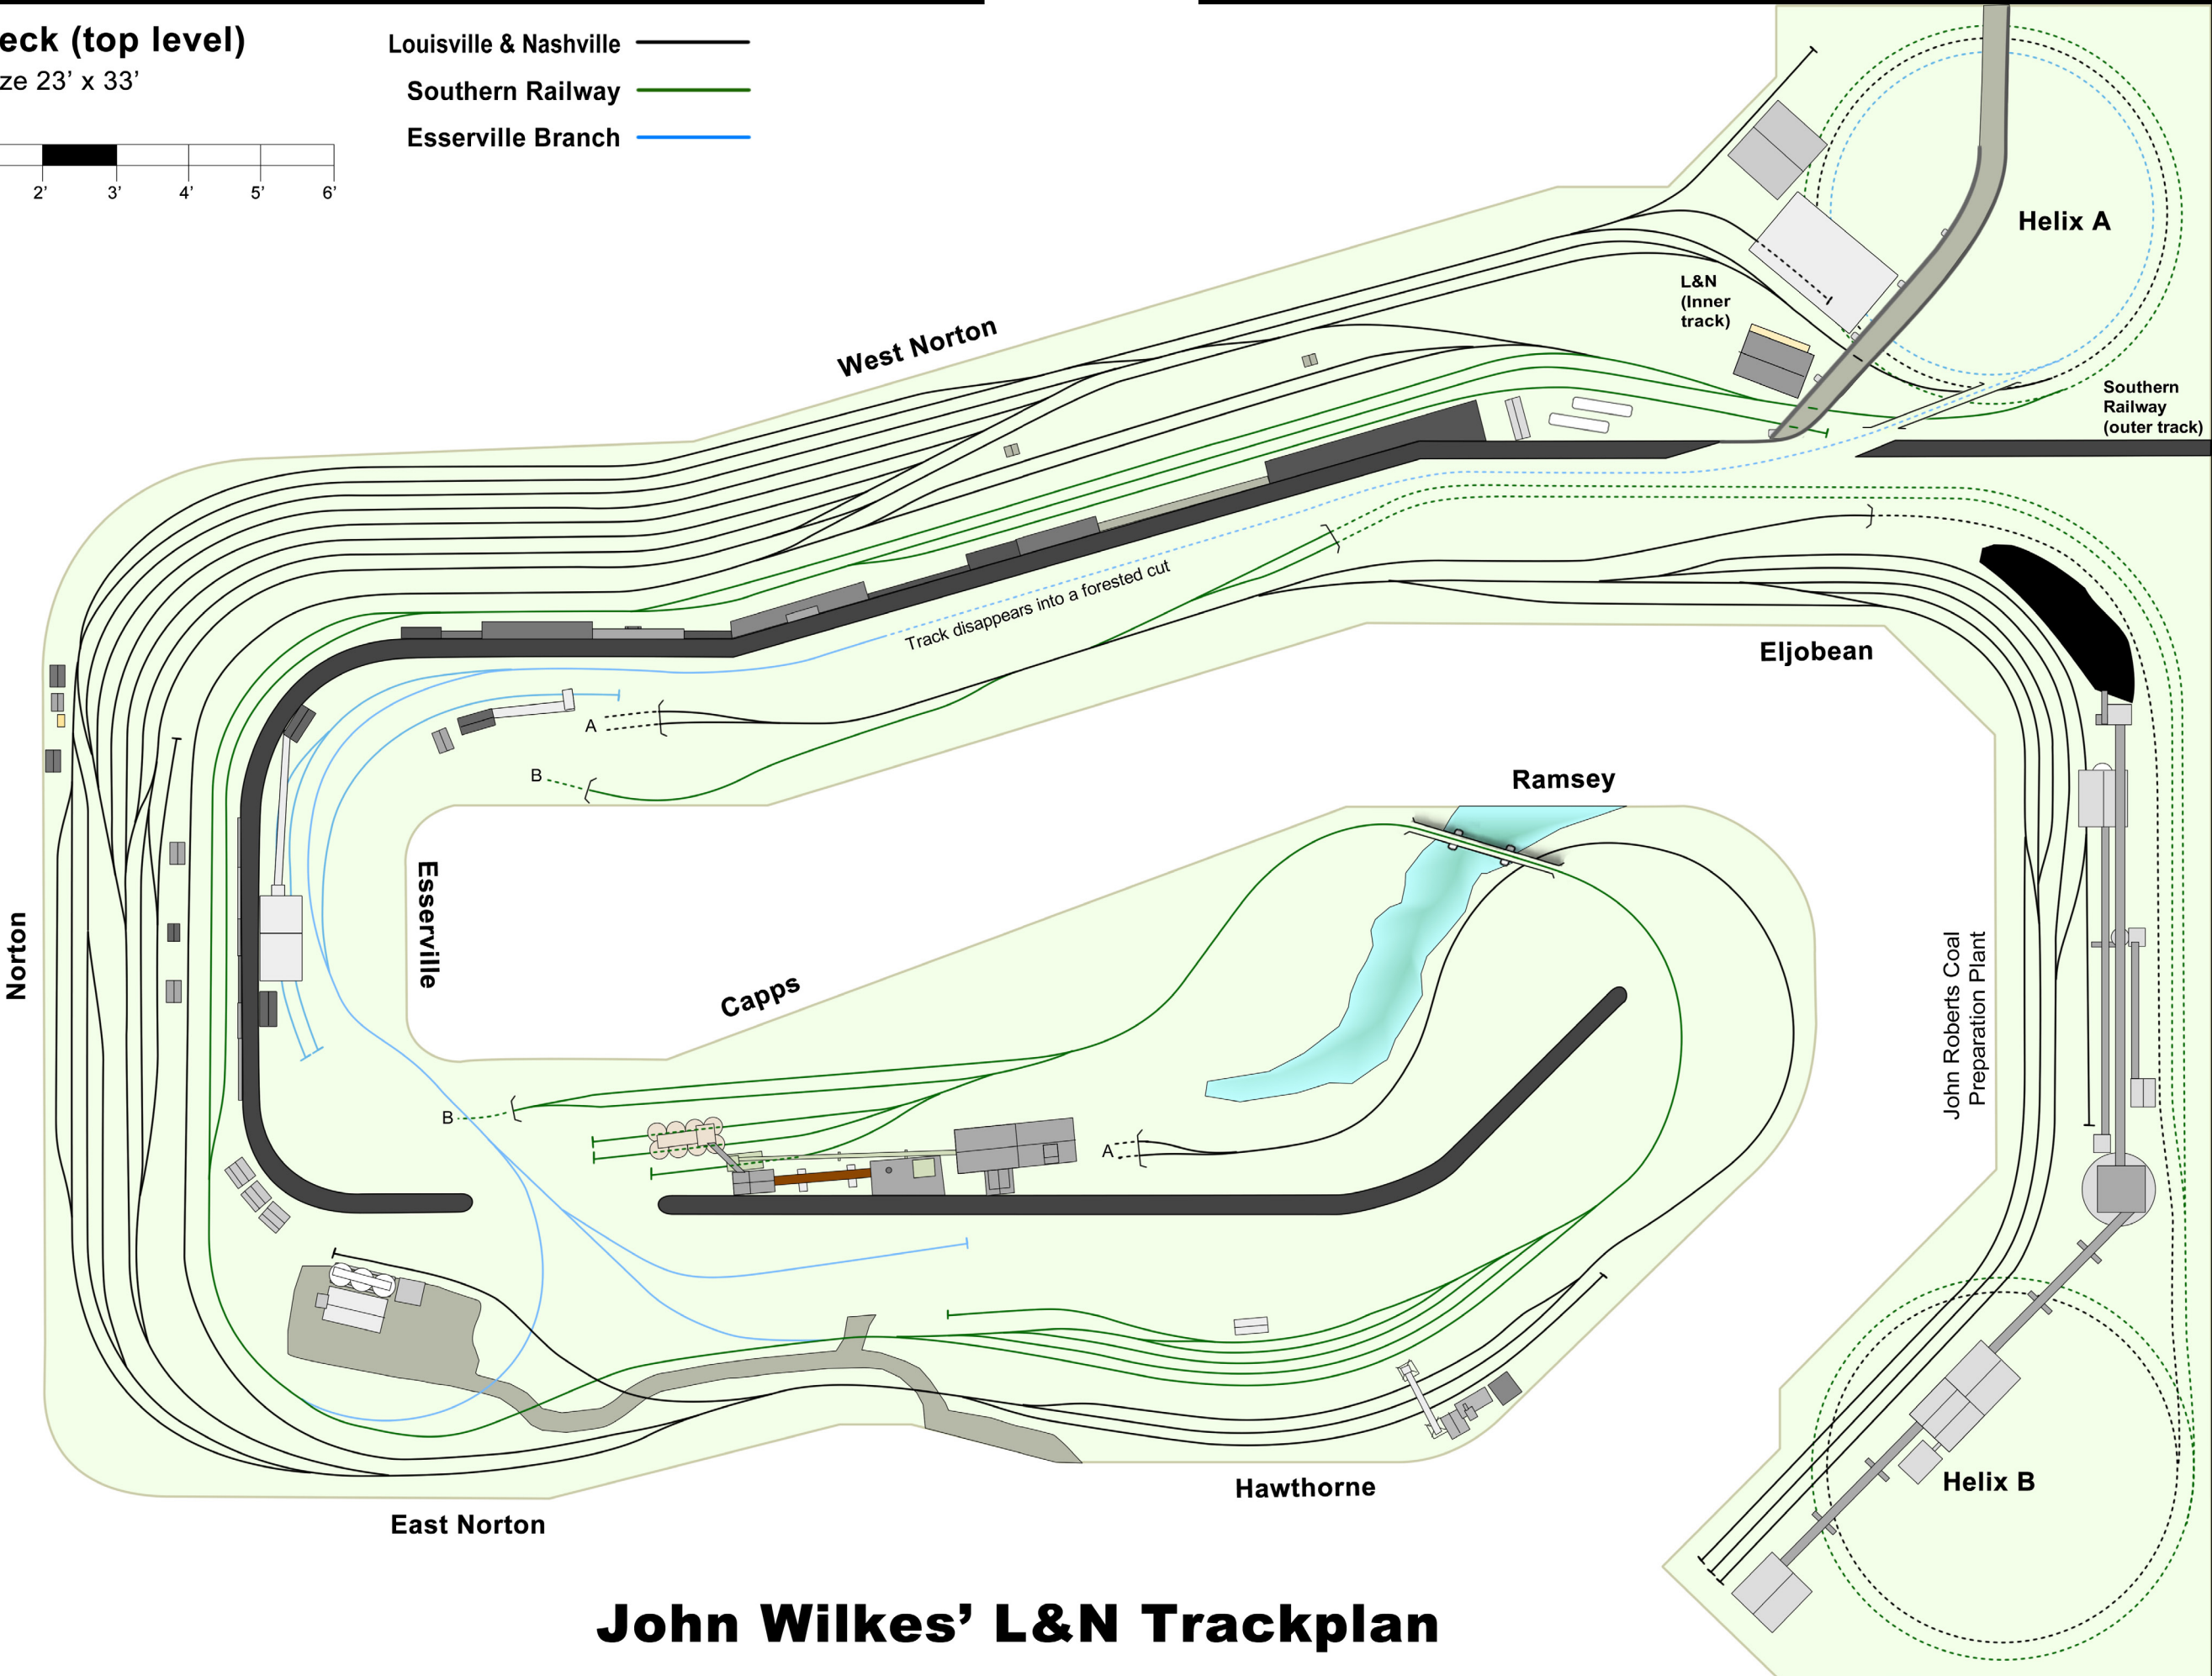 eck (top level)
ze 23’ x 33’
2’ 3’ 4’ 5’ 6’
Louisville & Nashville
Southern Railway
Esserville Branch
Helix A
L&N
(Inner
track)
West Norton
Southern
Railway
(outer track)
Track disappears into a forested cut
Eljobean
A
B
Ramsey
Norton
Esserville
Capps
John Roberts Coal
Preparation Plant
B
A
Helix B
Hawthorne
East Norton
John Wilkes’ L&N Trackplan